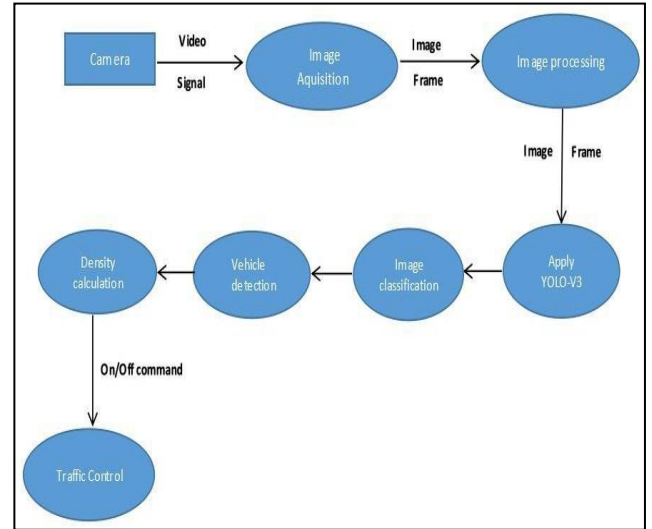 Camera
Video
Signal
Image
Aquisition
Image
Frame
Image processing
Image Frame
Apply
YOLO-V3
Image
classification
Vehicle
detection
Density
calculation
On/Off command
Traffic Control